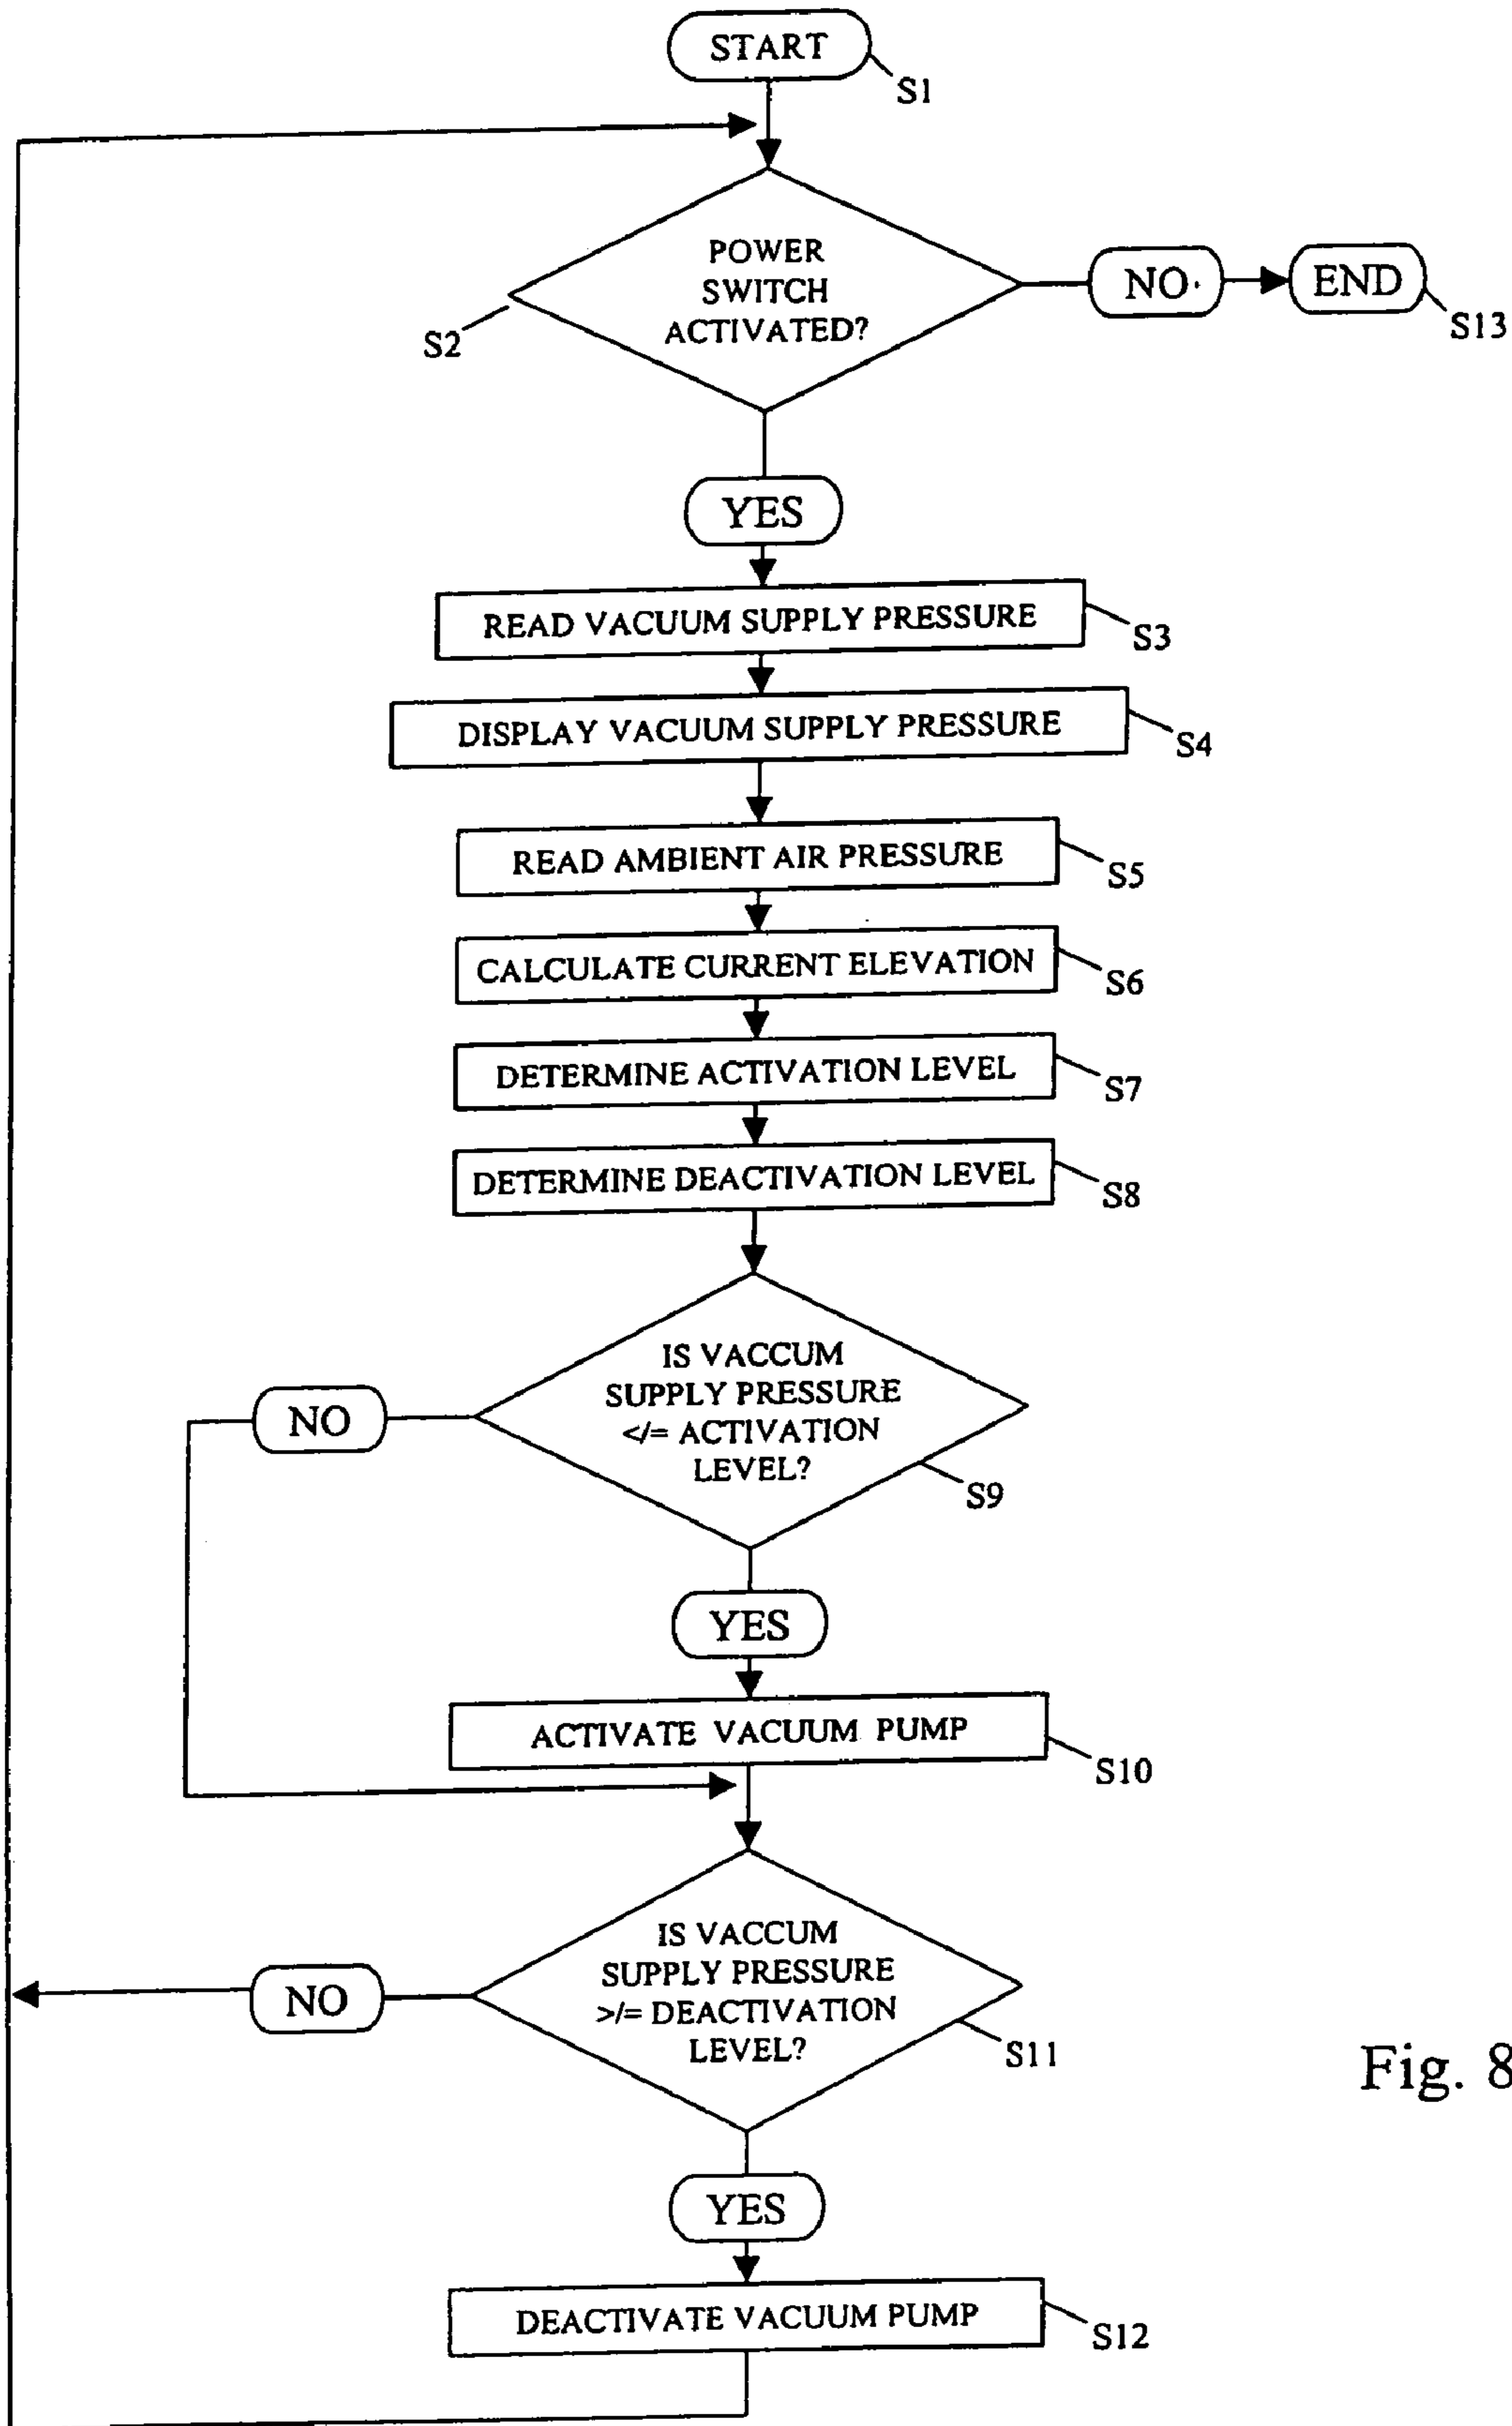 START
S1
POWER
SWITCH
ACTIVATED?
S2
NO
END
S13
YES
READ VACUUM SUPPLY PRESSURE
S3
DISPLAY VACUUM SUPPLY PRESSURE
S4
READ AMBIENT AIR PRESSURE
S5
CALCULATE CURRENT ELEVATION
S6
DETERMINE ACTIVATION LEVEL
S7
DETERMINE DEACTIVATION LEVEL
S8
IS VACCUM
SUPPLY PRESSURE
</= ACTIVATION
LEVEL?
S9
NO
YES
ACTIVATE VACUUM PUMP
S10
IS VACCUM
SUPPLY PRESSURE
>/= DEACTIVATION
LEVEL?
S11
NO
YES
DEACTIVATE VACUUM PUMP
S12
Fig. 8